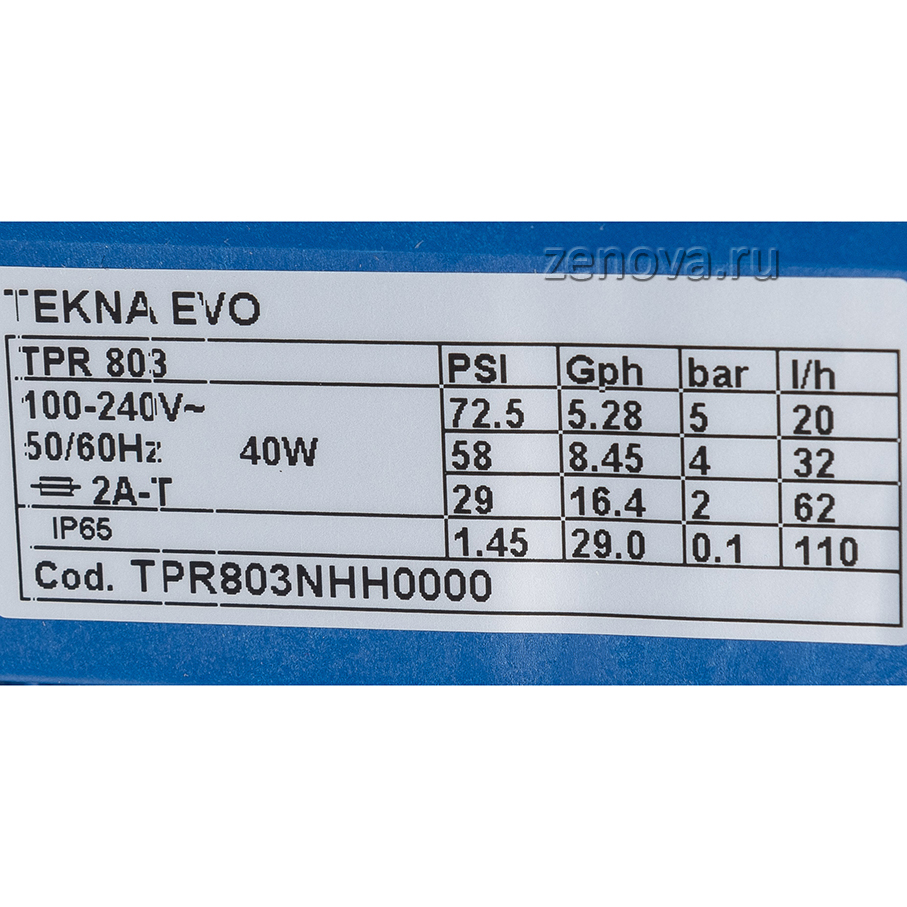 zenova.ru
TEKNA EVO
TPR 803 PSI Gph bar l/h
100-240V~ 72.5 5.28 5 20
50/60Hz 40W 58 8.45 4 32
2A-T 29 16.4 2 62
IP65 1.45 29.0 0.1 110
Cod. TPR803NHH0000